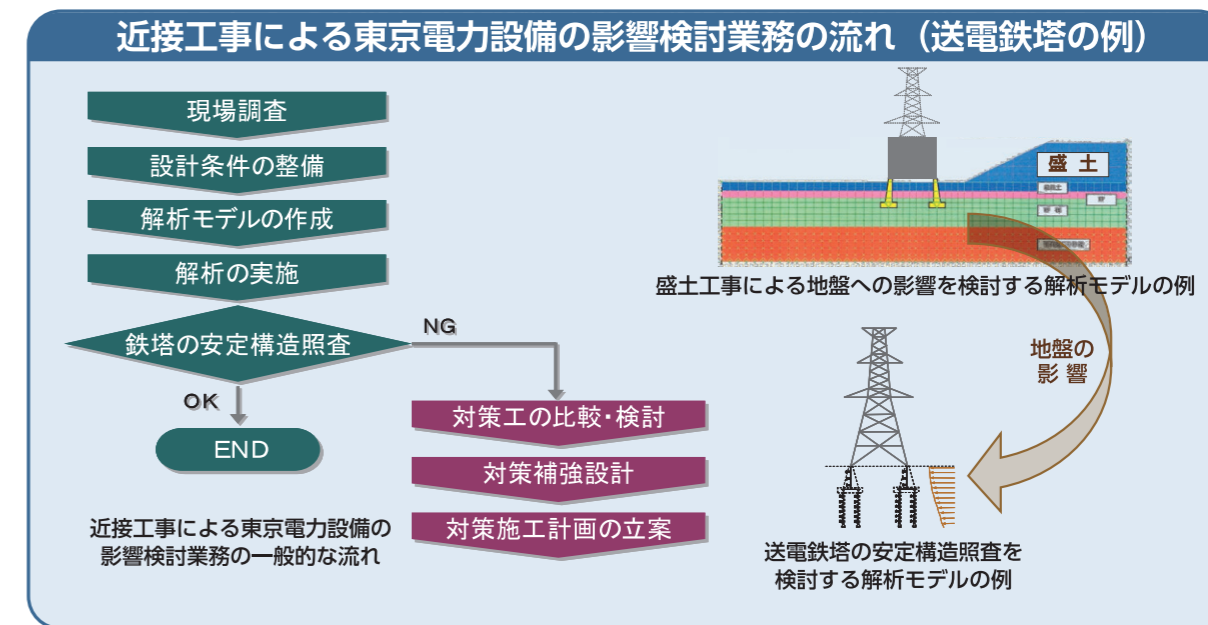 近接工事による東京電力設備の影響検討業務の流れ（送電鉄塔の例）
現場調査
設計条件の整備
解析モデルの作成
解析の実施
鉄塔の安定構造照査
NG
OK
END
対策工の比較・検討
対策補強設計
対策施工計画の立案
近接工事による東京電力設備の
影響検討業務の一般的な流れ
盛 土
盛土工事による地盤への影響を検討する解析モデルの例
地盤の
影 響
送電鉄塔の安定構造照査を
検討する解析モデルの例